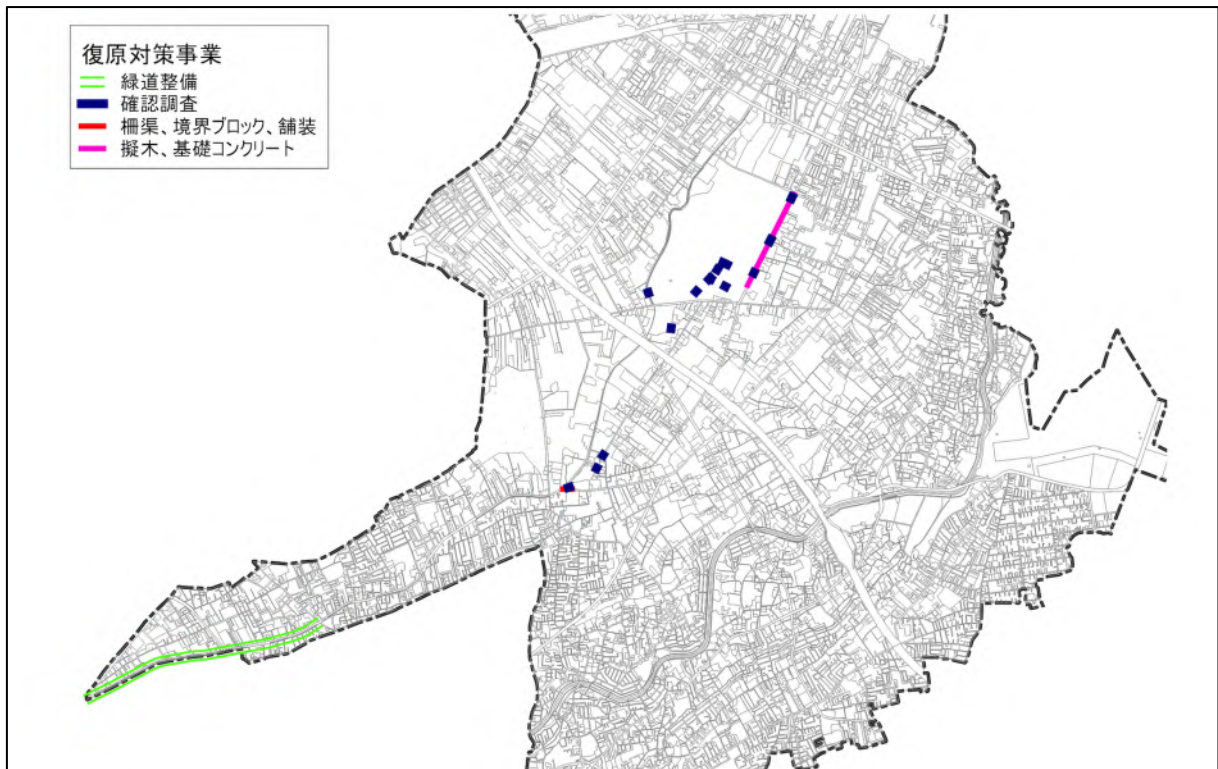 復原対策事業
緑道整備
確認調査
柵渠、境界ブロック、舗装
擬木、基礎コンクリート